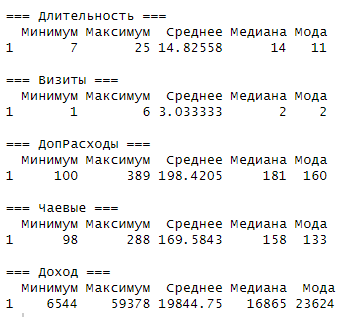 === Длительность ===
Минимум Максимум Среднее Медиана Мода
1 7 25 14.82558 14 11
=== Визиты ===
Минимум Максимум Среднее Медиана Мода
1 1 6 3.033333 2 2
=== ДопРасходы ===
Минимум Максимум Среднее Медиана Мода
1 100 389 198.4205 181 160
=== Чаевые ===
Минимум Максимум Среднее Медиана Мода
1 98 288 169.5843 158 133
=== Доход ===
Минимум Максимум Среднее Медиана Мода
1 6544 59378 19844.75 16865 23624